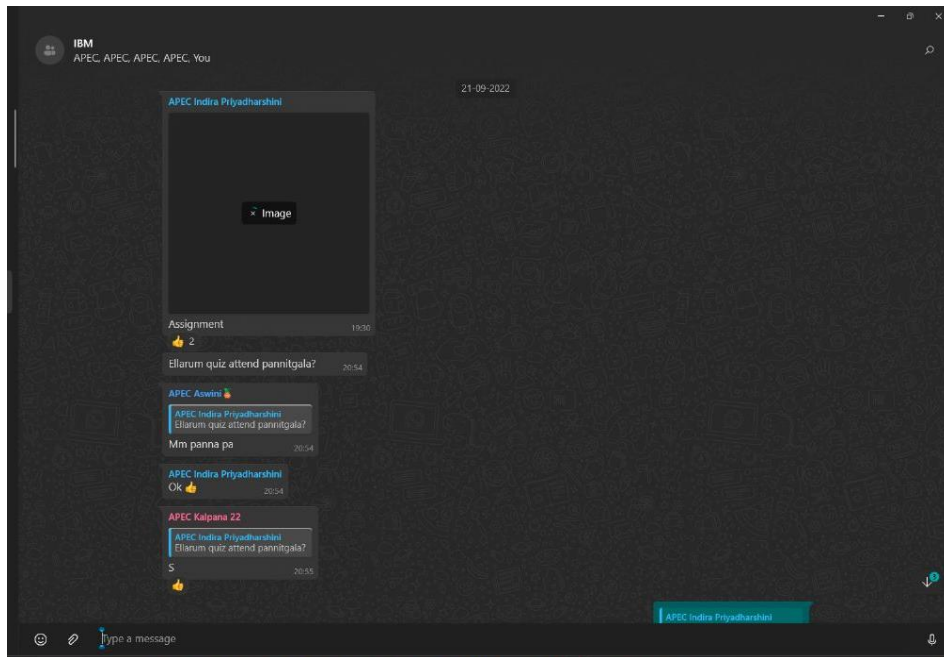 IBM
APEC, APEC, APEC, APEC, You
21-09-2022
APEC Indira Priyadharshini
Image
Assignment
19:30
👍 2
Ellarum quiz attend pannitgala?
20:54
APEC Aswini
APEC Indira Priyadharshini
Ellarum quiz attend pannitgala?
Mm panna pa
20:54
APEC Indira Priyadharshini
Ok 👍
20:54
APEC Kalpana 22
APEC Indira Priyadharshini
Ellarum quiz attend pannitgala?
S
20:55
👍
3
APEC Indira Priyadharshini
Type a message